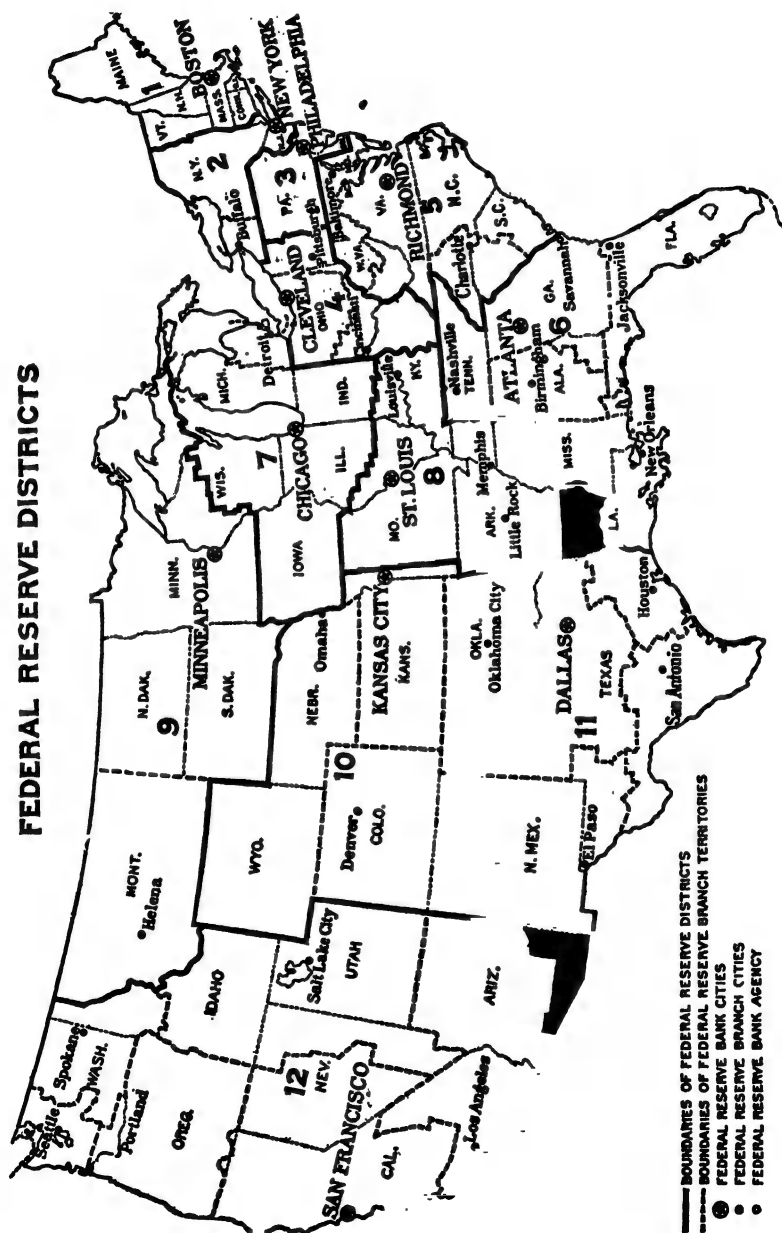 FEDERAL RESERVE DISTRICTS
MAINE
1
VT.
N.H.
BOSTON
MASS.
CONN.
N.Y.
2
Buffalo
NEW YORK
N.J.
PHILADELPHIA
PA.
3
Pittsburgh
Baltimore
CLEVELAND
OHIO
4
Cincinnati
W.VA.
VA.
RICHMOND
5
N.C.
Charlotte
S.C.
MICH.
Detroit
IND.
Louisville
KY.
Nashville
TENN.
ATLANTA
Birmingham
ALA.
6
GA.
Savannah
Jacksonville
FLA.
WIS.
7
CHICAGO
ILL.
IOWA
MO.
ST. LOUIS
8
Memphis
ARK.
Little Rock
MISS.
LA.
New Orleans
MINN.
MINNEAPOLIS
N. DAK.
9
S. DAK.
NEBR.
Omaha
KANSAS CITY
KANS.
10
Denver
COLO.
WYO.
OKLA.
Oklahoma City
DALLAS
TEXAS
11
Houston
San Antonio
El Paso
N. MEX.
MONT.
Helena
IDAHO
Salt Lake City
UTAH
ARIZ.
Seattle
Spokane
WASH.
Portland
OREG.
12
NEV.
SAN FRANCISCO
CAL.
Los Angeles
BOUNDARIES OF FEDERAL RESERVE DISTRICTS
BOUNDARIES OF FEDERAL RESERVE BRANCH TERRITORIES
FEDERAL RESERVE BANK CITIES
FEDERAL RESERVE BRANCH CITIES
FEDERAL RESERVE BANK AGENCY